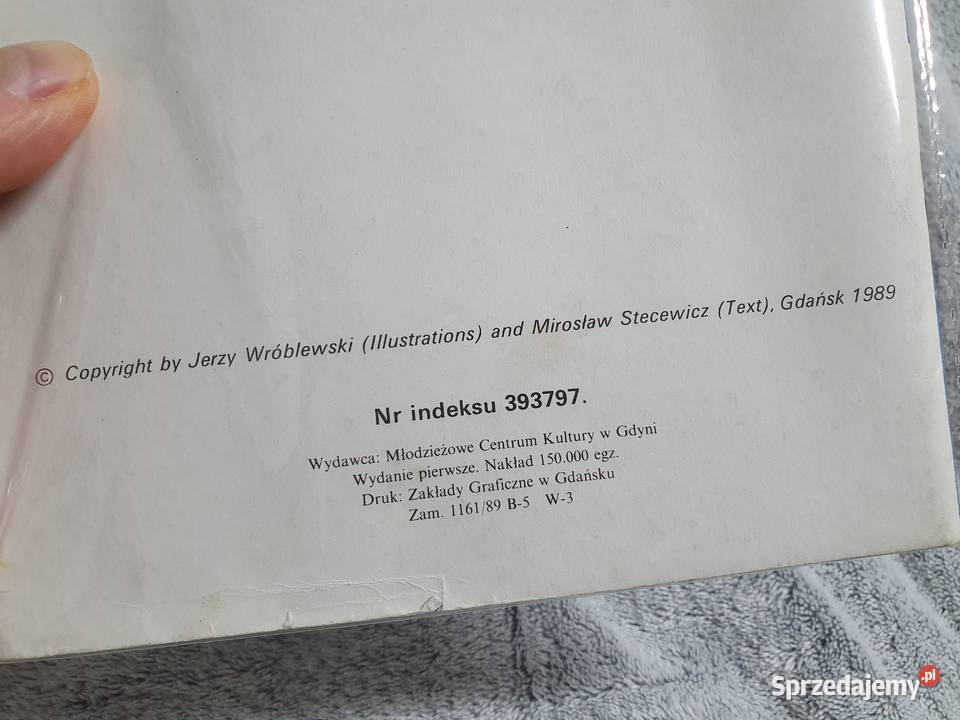 © Copyright by Jerzy Wróblewski (Illustrations) and Mirosław Stecewicz (Text), Gdańsk 1989
Nr indeksu 393797.
Wydawca: Młodzieżowe Centrum Kultury w Gdyni
Wydanie pierwsze. Nakład 150.000 egz.
Druk: Zakłady Graficzne w Gdańsku
Zam. 1161/89 B-5 W-3
Sprzedajemy.pl